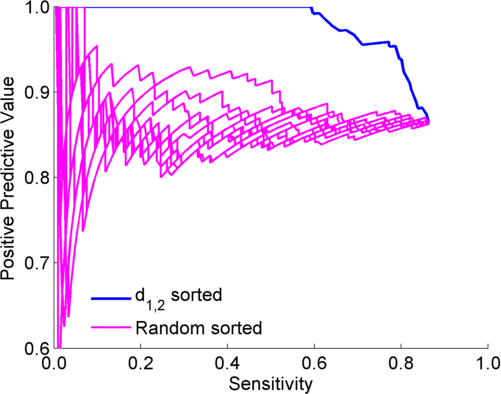 Positive Predictive Value
1.0
0.9
0.8
0.7
0.6
d1,2 sorted
Random sorted
0.0 0.2 0.4 0.6 0.8 1.0
Sensitivity